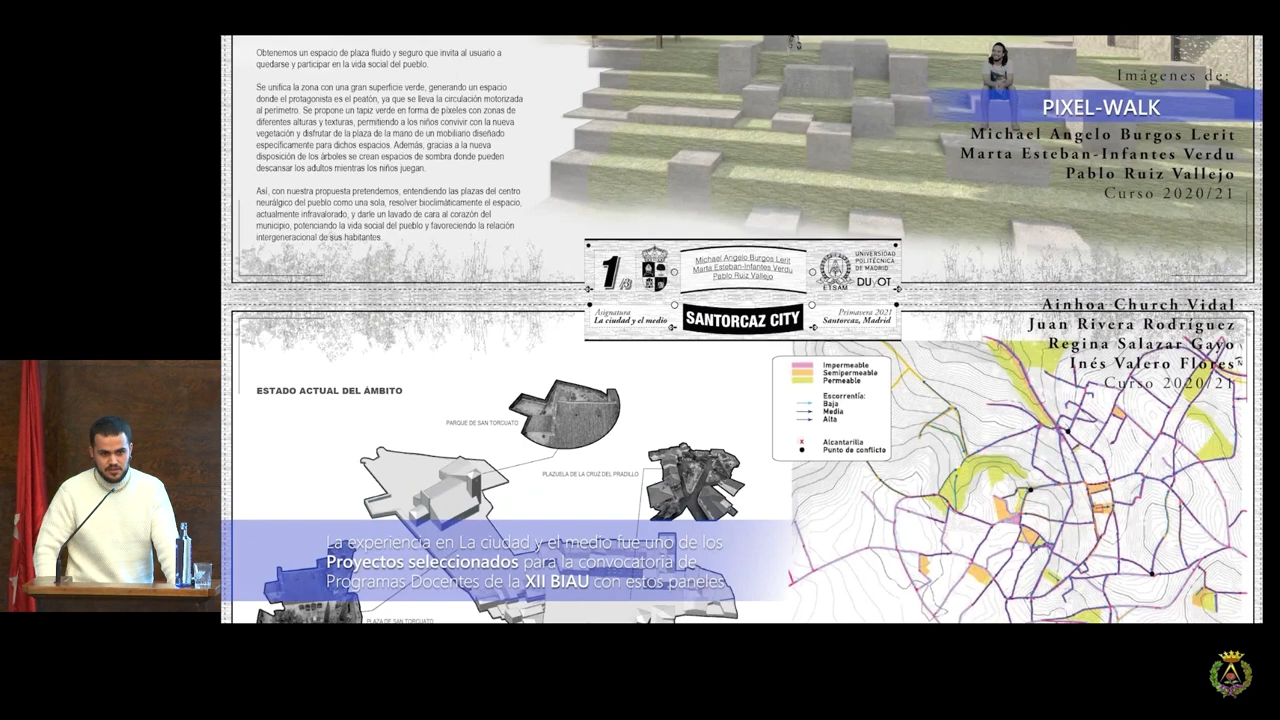 Obtenemos un espacio de plaza fluido y seguro que invita al usuario a
quedarse y participar en la vida social del pueblo.
Se unifica la zona con una gran superficie verde, generando un espacio
donde el protagonista es el peatón, ya que se lleva la circulación motorizada
al perímetro. Se propone un tapiz verde en forma de píxeles con zonas de
diferentes alturas y texturas, permitiendo a los niños convivir con la nueva
vegetación y disfrutar de la plaza de la mano de un mobiliario diseñado
específicamente para dichos espacios. Además, gracias a la nueva
disposición de los árboles se crean espacios de sombra donde pueden
descansar los adultos mientras los niños juegan.
Así, con nuestra propuesta pretendemos, entendiendo las plazas del centro
neurálgico del pueblo como una sola, resolver bioclimáticamente el espacio,
actualmente infravalorado, y darle un lavado de cara al corazón del
municipio, potenciando la vida social del pueblo y favoreciendo la relación
intergeneracional de sus habitantes
Imágenes de:
PIXEL-WALK
Michael Angelo Burgos Lerit
Marta Esteban-Infantes Verdu
Pablo Ruiz Vallejo
Curso 2020/21
1/3
Michael Angelo Burgos Lerit
Marta Esteban-Infantes Verdu
Pablo Ruiz Vallejo
ETSAM
UNIVERSIDAD
POLITÉCNICA
DE MADRID
DU OT
Asignatura
La ciudad y el medio
SANTORCAZ CITY
Primavera 2021
Santorcaz, Madrid
Ainhoa Church Vidal
Juan Rivera Rodríguez
Regina Salazar Gayo
Inés Valero Flores
Curso 2020/21
ESTADO ACTUAL DEL ÁMBITO
PARQUE DE SAN TORCUATO
PLAZUELA DE LA CRUZ DEL PRADILLO
PLAZA DE SAN TORCUATO
Impermeable
Semipermeable
Permeable
Escorrentía:
Baja
Media
Alta
x Alcantarilla
Punto de conflicto
La experiencia en La ciudad y el medio fue uno de los
Proyectos seleccionados para la convocatoria de
Programas Docentes de la XII BIAU con estos paneles